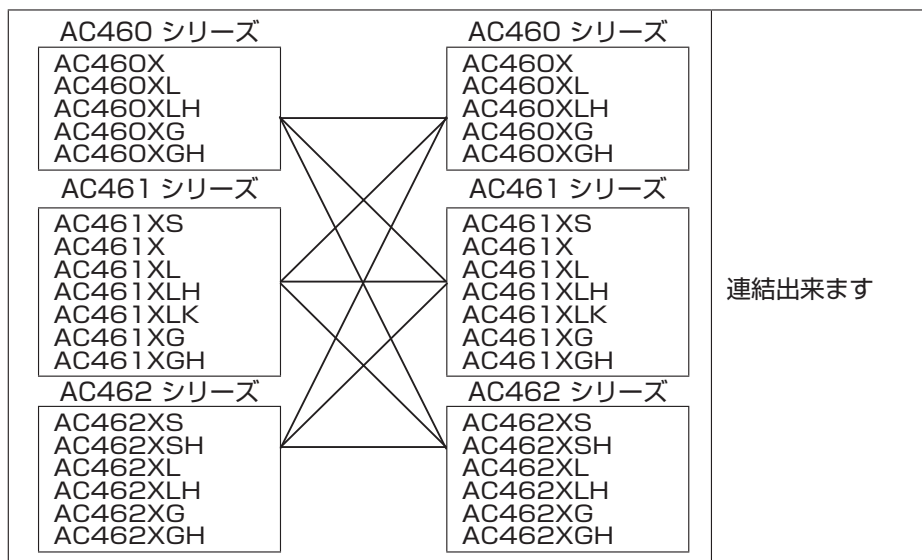 AC460 シリーズ
AC460X
AC460XL
AC460XLH
AC460XG
AC460XGH
AC461 シリーズ
AC461XS
AC461X
AC461XL
AC461XLH
AC461XLK
AC461XG
AC461XGH
AC462 シリーズ
AC462XS
AC462XSH
AC462XL
AC462XLH
AC462XG
AC462XGH
AC460 シリーズ
AC460X
AC460XL
AC460XLH
AC460XG
AC460XGH
AC461 シリーズ
AC461XS
AC461X
AC461XL
AC461XLH
AC461XLK
AC461XG
AC461XGH
AC462 シリーズ
AC462XS
AC462XSH
AC462XL
AC462XLH
AC462XG
AC462XGH
連結出来ます